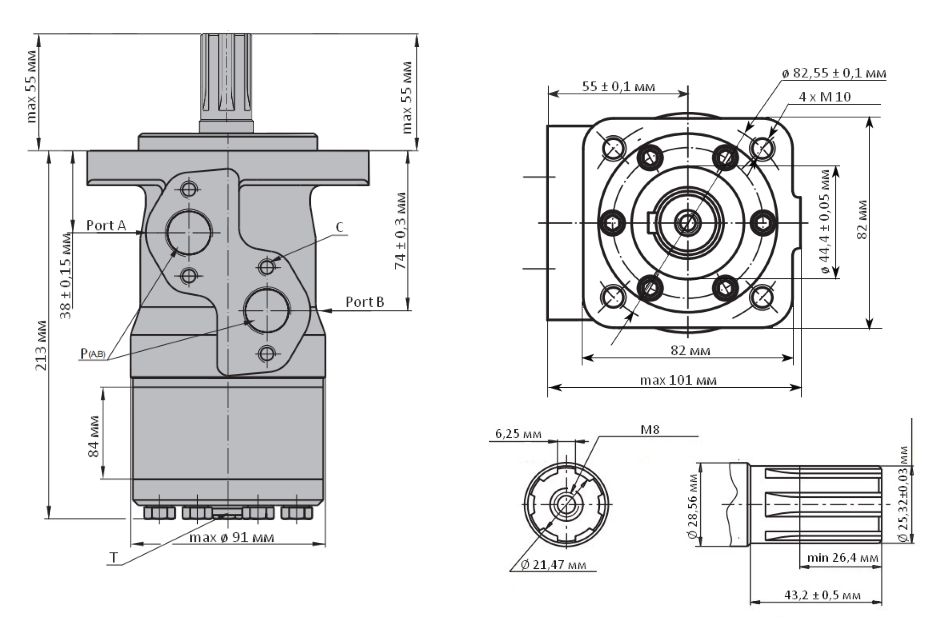 max 55 мм
max 55 мм
Port A
C
38 ± 0,15 мм
74 ± 0,3 мм
Port B
P(A,B)
213 мм
84 мм
T
max ø 91 мм
55 ± 0,1 мм
ø 82,55 ± 0,1 мм
4 x M 10
ø 44,4 ± 0,05 мм
82 мм
82 мм
max 101 мм
6,25 мм
M8
Ø 21,47 мм
Ø 28,56 мм
Ø 25,32±0,03 мм
min 26,4 мм
43,2 ± 0,5 мм